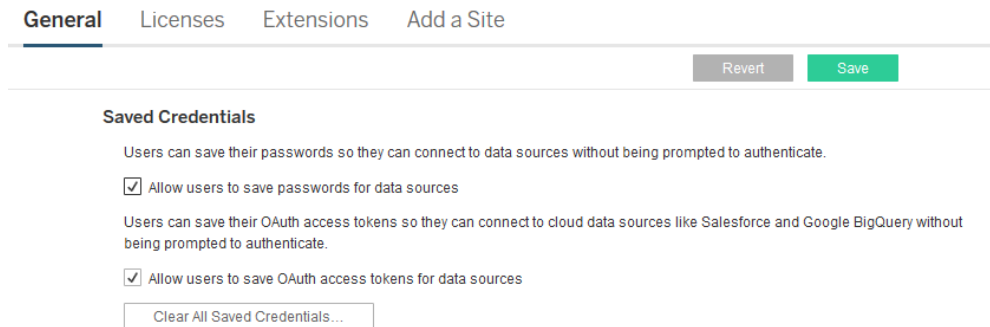 General Licenses Extensions Add a Site
Revert Save
Saved Credentials
Users can save their passwords so they can connect to data sources without being prompted to authenticate.
Allow users to save passwords for data sources
Users can save their OAuth access tokens so they can connect to cloud data sources like Salesforce and Google BigQuery without
being prompted to authenticate.
Allow users to save OAuth access tokens for data sources
Clear All Saved Credentials...